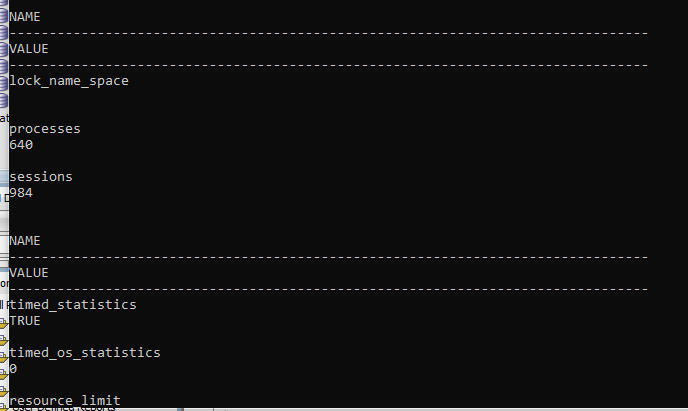 NAME
--------------------------------------------------------------------------------
VALUE
--------------------------------------------------------------------------------
lock_name_space
processes
640
sessions
984
NAME
--------------------------------------------------------------------------------
VALUE
--------------------------------------------------------------------------------
timed_statistics
TRUE
timed_os_statistics
0
resource_limit